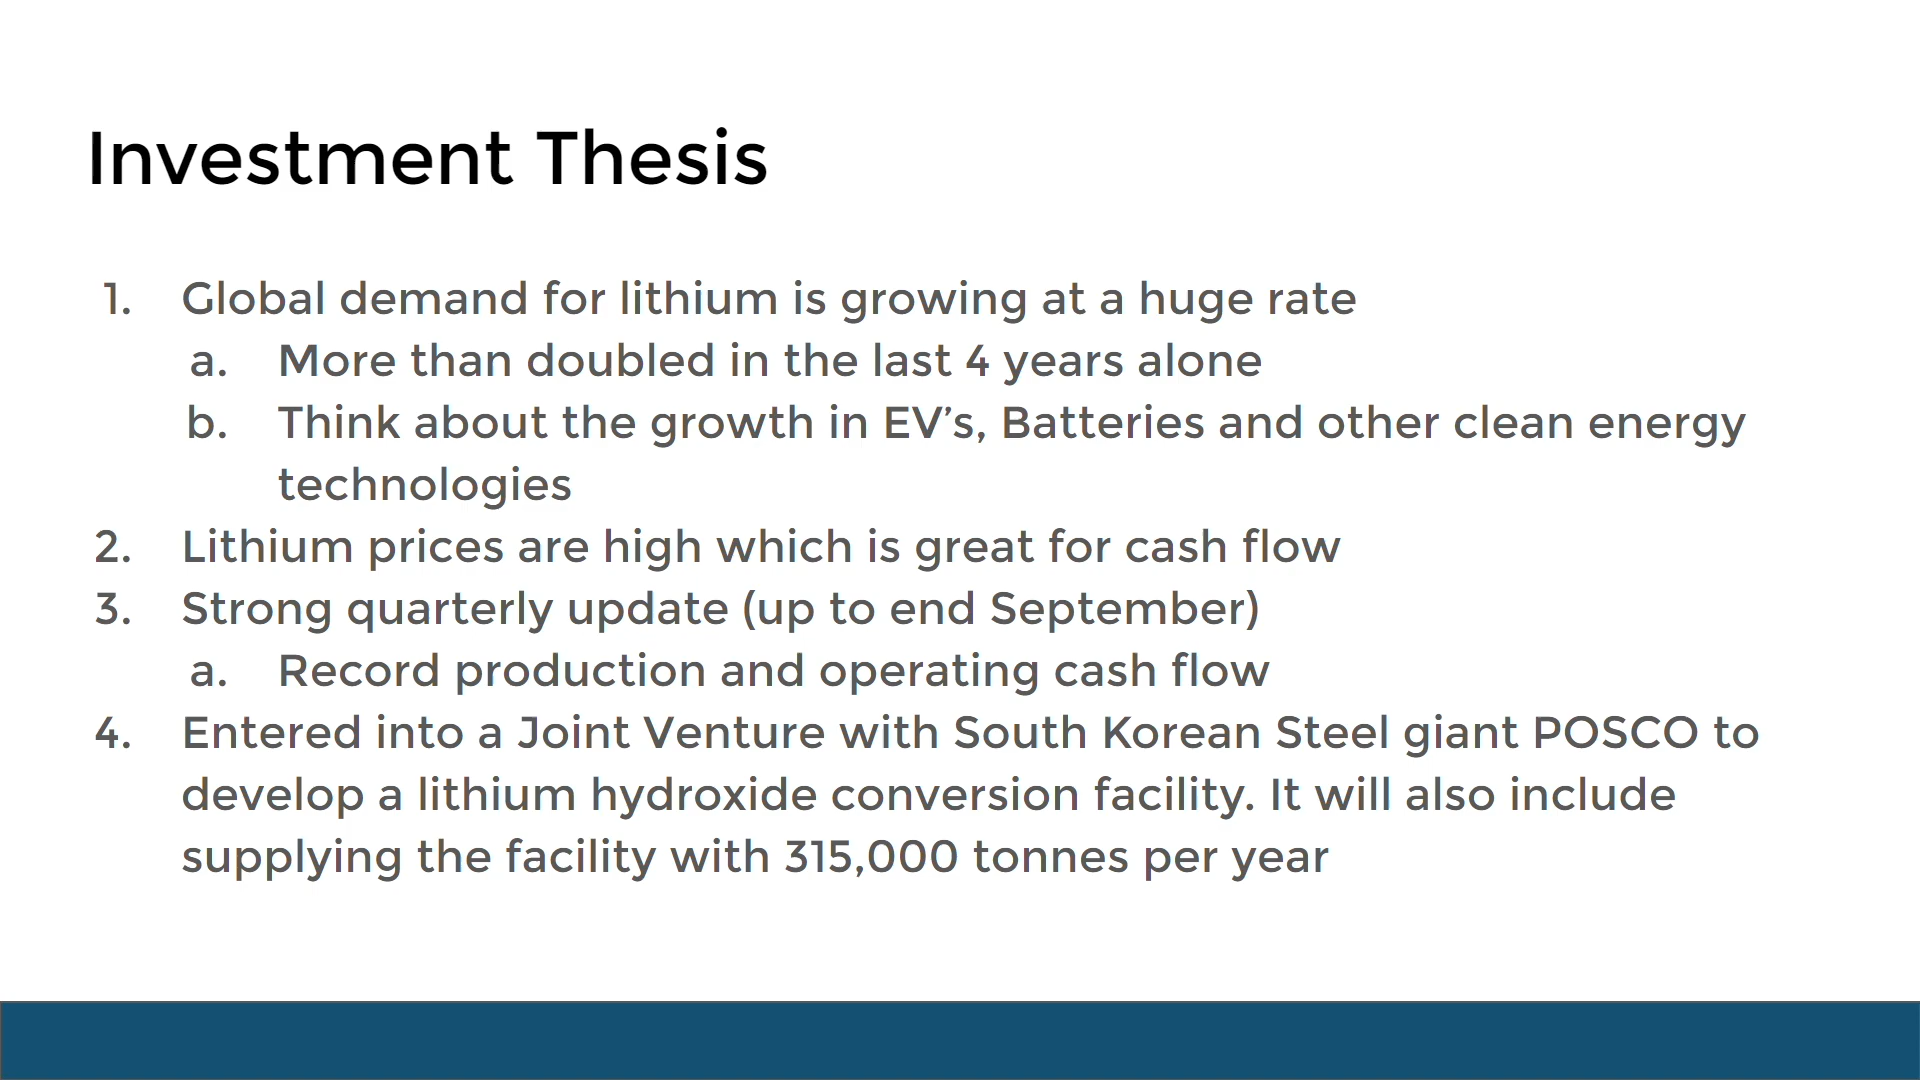 Investment Thesis
1. Global demand for lithium is growing at a huge rate
a. More than doubled in the last 4 years alone
b. Think about the growth in EV’s, Batteries and other clean energy
technologies
2. Lithium prices are high which is great for cash flow
3. Strong quarterly update (up to end September)
a. Record production and operating cash flow
4. Entered into a Joint Venture with South Korean Steel giant POSCO to
develop a lithium hydroxide conversion facility. It will also include
supplying the facility with 315,000 tonnes per year